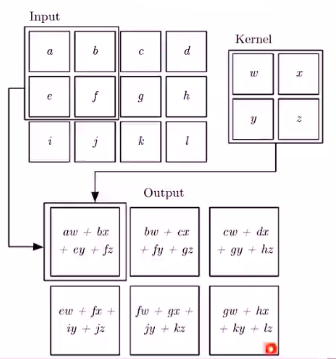 Input
Kernel
a b c d
w x
e f g h
y z
i j k l
Output
aw + bx
+ ey + fz
bw + cx
+ fy + gz
cw + dx
+ gy + hz
ew + fx +
iy + jz
fw + gx +
jy + kz
gw + hx
+ ky + lz